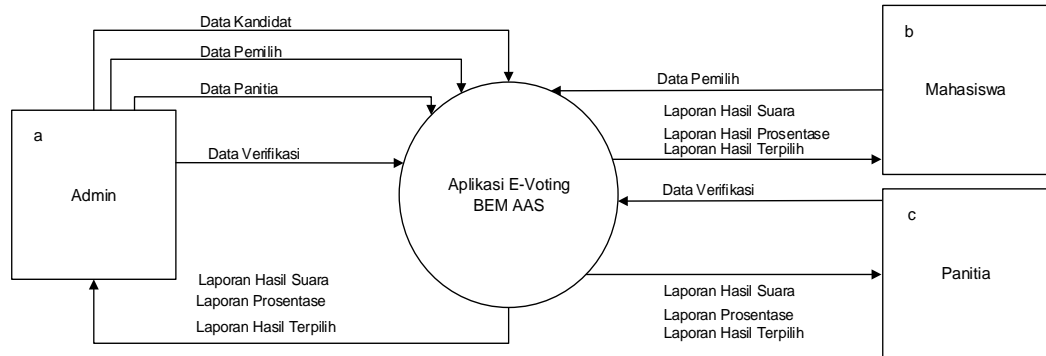 Data Kandidat
Data Pemilih
Data Panitia
a
Admin
Data Verifikasi
Aplikasi E-Voting
BEM AAS
Laporan Hasil Suara
Laporan Prosentase
Laporan Hasil Terpilih
b
Mahasiswa
Data Pemilih
Laporan Hasil Suara
Laporan Hasil Prosentase
Laporan Hasil Terpilih
Data Verifikasi
c
Panitia
Laporan Hasil Suara
Laporan Prosentase
Laporan Hasil Terpilih